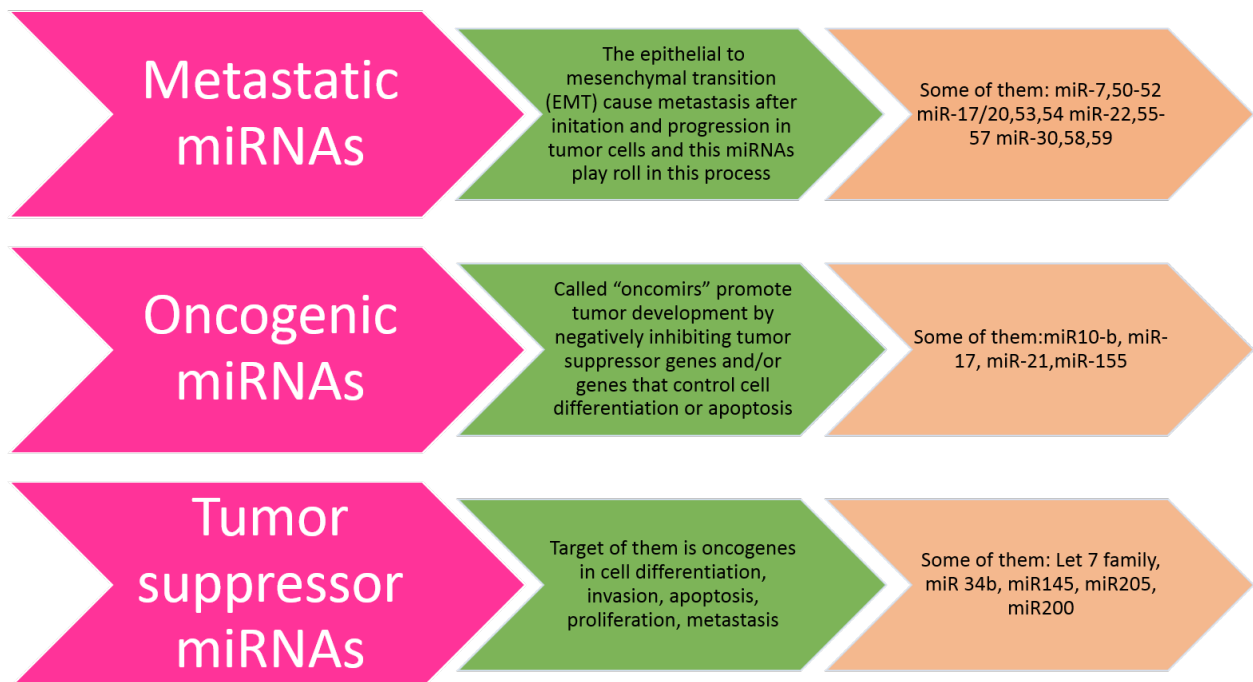 Metastatic
miRNAs
The epithelial to
mesenchymal transition
(EMT) cause metastasis after
initation and progression in
tumor cells and this miRNAs
play roll in this process
Some of them: miR-7,50-52
miR-17/20,53,54 miR-22,55-
57 miR-30,58,59
Oncogenic
miRNAs
Called “oncomirs” promote
tumor development by
negatively inhibiting tumor
suppressor genes and/or
genes that control cell
differentiation or apoptosis
Some of them:miR10-b, miR-
17, miR-21,miR-155
Tumor
suppressor
miRNAs
Target of them is oncogenes
in cell differentiation,
invasion, apoptosis,
proliferation, metastasis
Some of them: Let 7 family,
miR 34b, miR145, miR205,
miR200